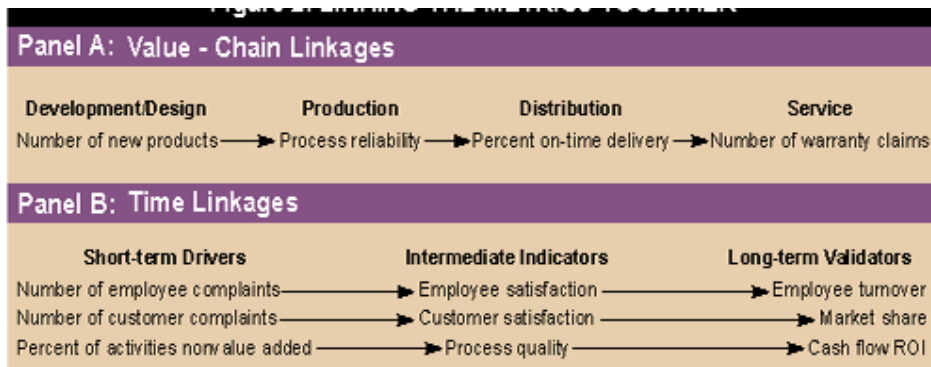 Panel A: Value - Chain Linkages
Development/Design Production Distribution Service
Number of new products Process reliability Percent on-time delivery Number of warranty claims
Panel B: Time Linkages
Short-term Drivers Intermediate Indicators Long-term Validators
Number of employee complaints Employee satisfaction Employee turnover
Number of customer complaints Customer satisfaction Market share
Percent of activities nonvalue added Process quality Cash flow ROI